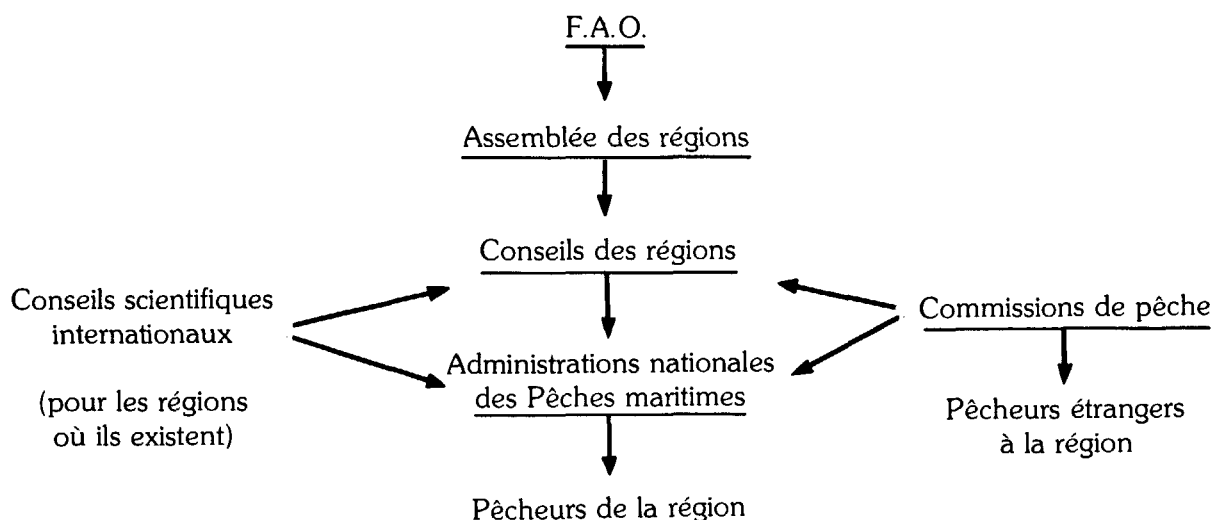 F.A.O.
Assemblée des régions
Conseils des régions
Conseils scientifiques
internationaux
(pour les régions
où ils existent)
Administrations nationales
des Pêches maritimes
Commissions de pêche
Pêcheurs étrangers
à la région
Pêcheurs de la région